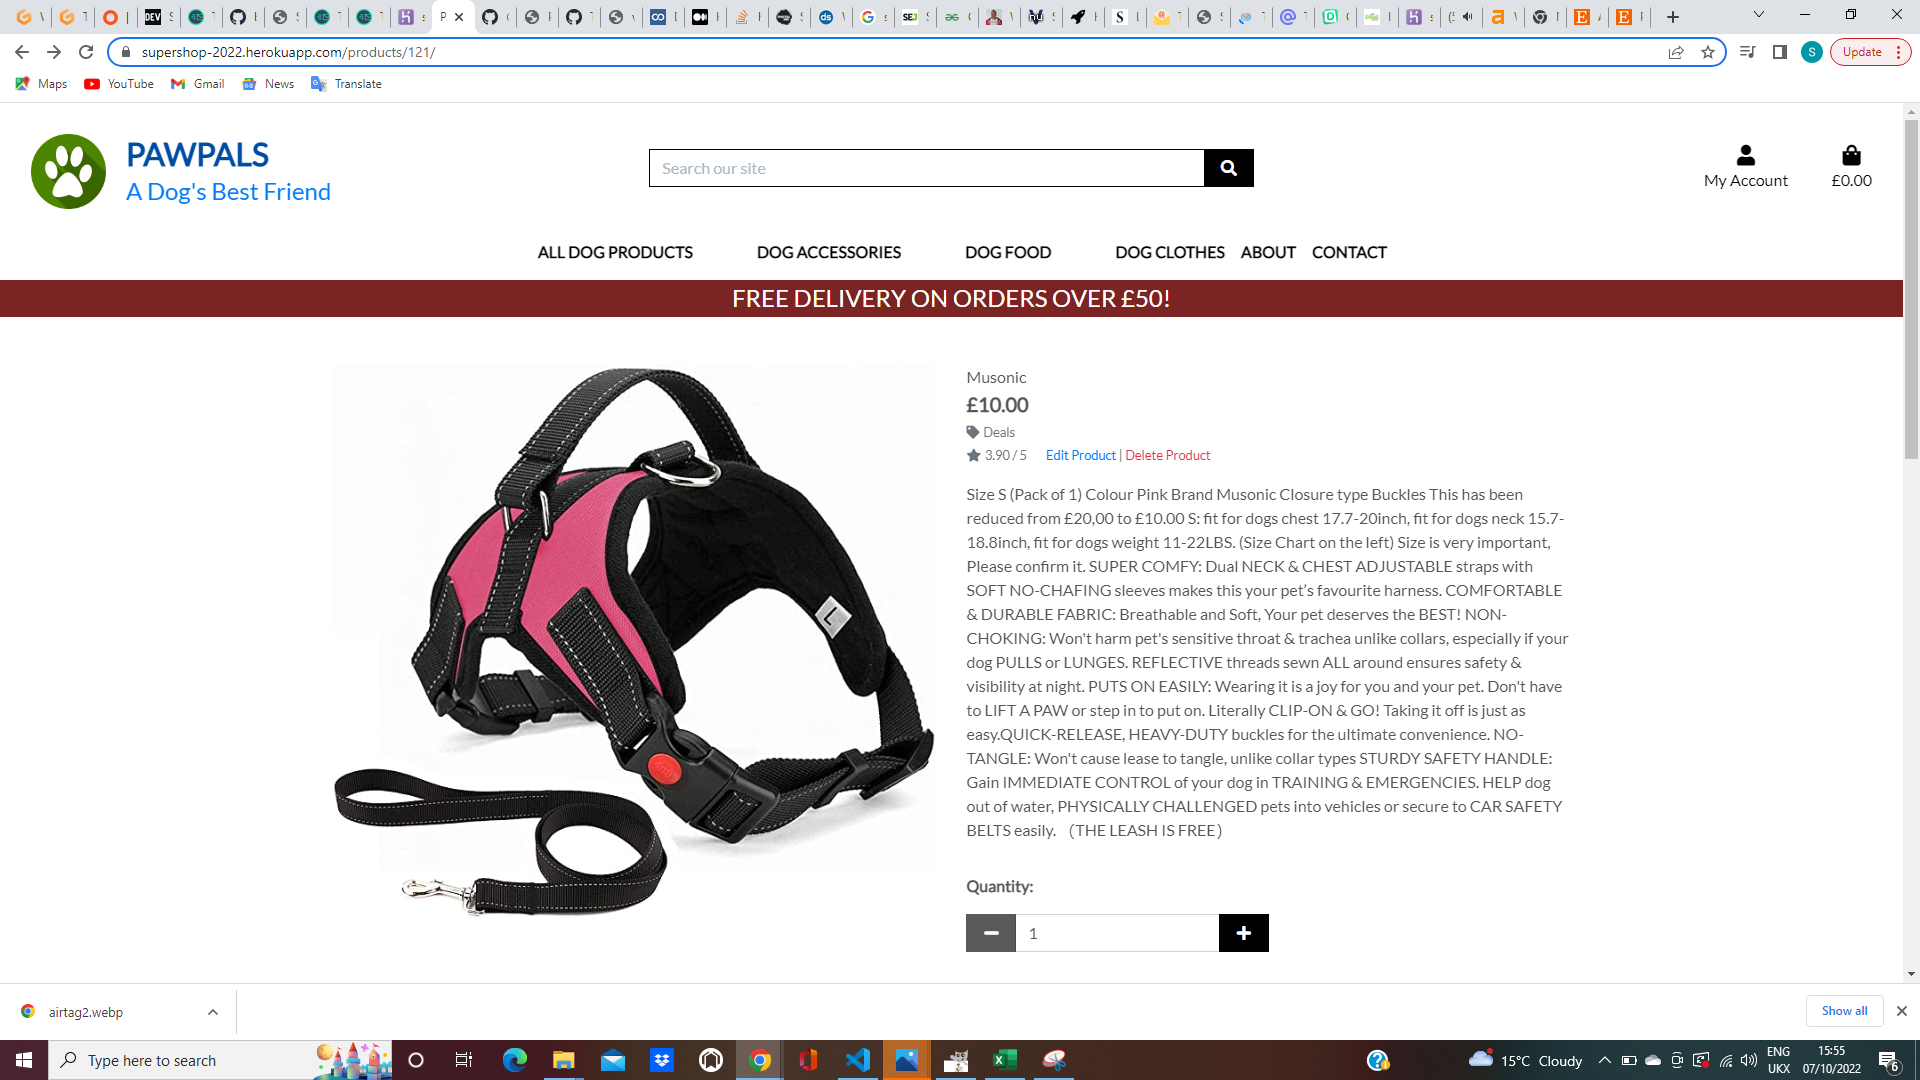 supershop-2022.herokuapp.com/products/121/
Update
Maps
YouTube
Gmail
News
Translate
PAWPALS
A Dog's Best Friend
Search our site
My Account
£0.00
ALL DOG PRODUCTS
DOG ACCESSORIES
DOG FOOD
DOG CLOTHES
ABOUT
CONTACT
FREE DELIVERY ON ORDERS OVER £50!
Musonic
£10.00
Deals
3.90 / 5 Edit Product | Delete Product
Size S (Pack of 1) Colour Pink Brand Musonic Closure type Buckles This has been
reduced from £20,00 to £10.00 S: fit for dogs chest 17.7-20inch, fit for dogs neck 15.7-
18.8inch, fit for dogs weight 11-22LBS. (Size Chart on the left) Size is very important,
Please confirm it. SUPER COMFY: Dual NECK & CHEST ADJUSTABLE straps with
SOFT NO-CHAFING sleeves makes this your pet’s favourite harness. COMFORTABLE
& DURABLE FABRIC: Breathable and Soft, Your pet deserves the BEST! NON-
CHOKING: Won't harm pet's sensitive throat & trachea unlike collars, especially if your
dog PULLS or LUNGES. REFLECTIVE threads sewn ALL around ensures safety &
visibility at night. PUTS ON EASILY: Wearing it is a joy for you and your pet. Don't have
to LIFT A PAW or step in to put on. Literally CLIP-ON & GO! Taking it off is just as
easy.QUICK-RELEASE, HEAVY-DUTY buckles for the ultimate convenience. NO-
TANGLE: Won't cause lease to tangle, unlike collar types STURDY SAFETY HANDLE:
Gain IMMEDIATE CONTROL of your dog in TRAINING & EMERGENCIES. HELP dog
out of water, PHYSICALLY CHALLENGED pets into vehicles or secure to CAR SAFETY
BELTS easily. （THE LEASH IS FREE）
L
Quantity:
1
airtag2.webp
Show all
Type here to search
15°C Cloudy
ENG
UKX
15:55
07/10/2022
6